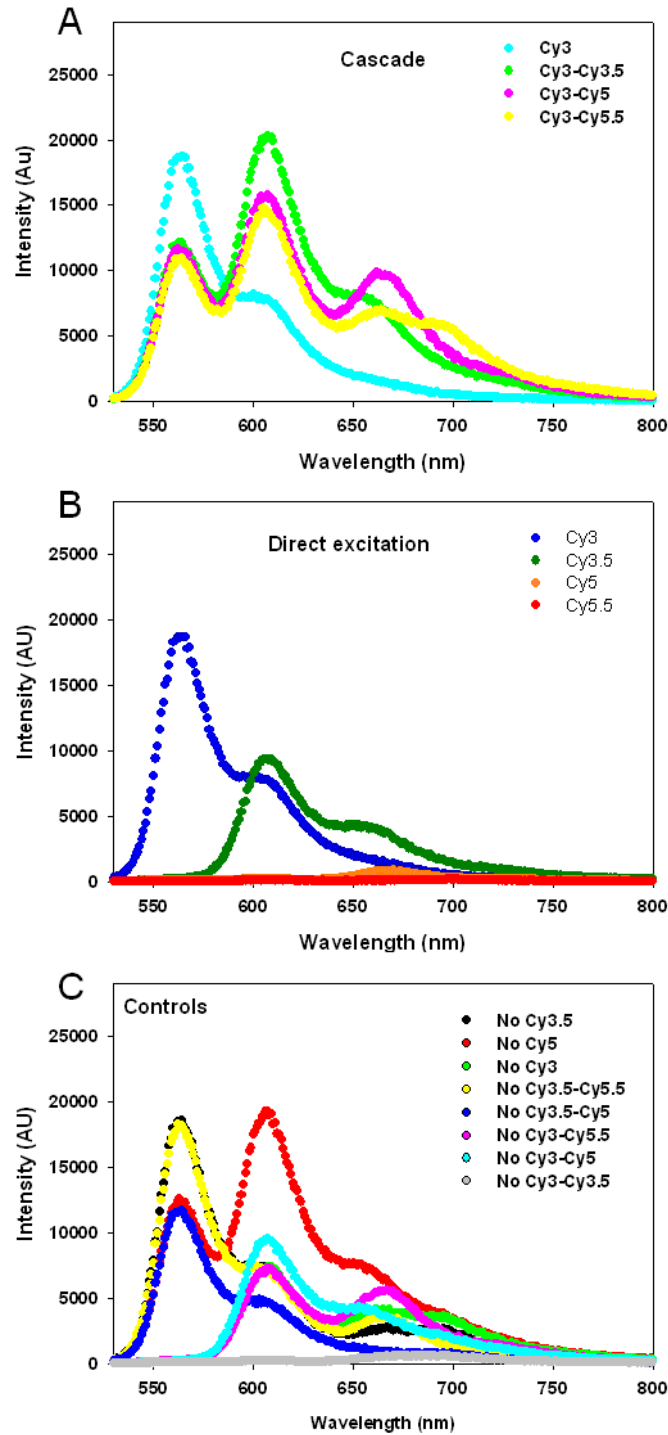 A
Cascade
Cy3
Cy3-Cy3.5
Cy3-Cy5
Cy3-Cy5.5
25000
20000
15000
10000
5000
0
Intensity (Au)
550 600 650 700 750 800
Wavelength (nm)
B
Direct excitation
Cy3
Cy3.5
Cy5
Cy5.5
25000
20000
15000
10000
5000
0
Intensity (AU)
550 600 650 700 750 800
Wavelength (nm)
C
Controls
No Cy3.5
No Cy5
No Cy3
No Cy3.5-Cy5.5
No Cy3.5-Cy5
No Cy3-Cy5.5
No Cy3-Cy5
No Cy3-Cy3.5
25000
20000
15000
10000
5000
0
Intensity (AU)
550 600 650 700 750 800
Wavelength (nm)